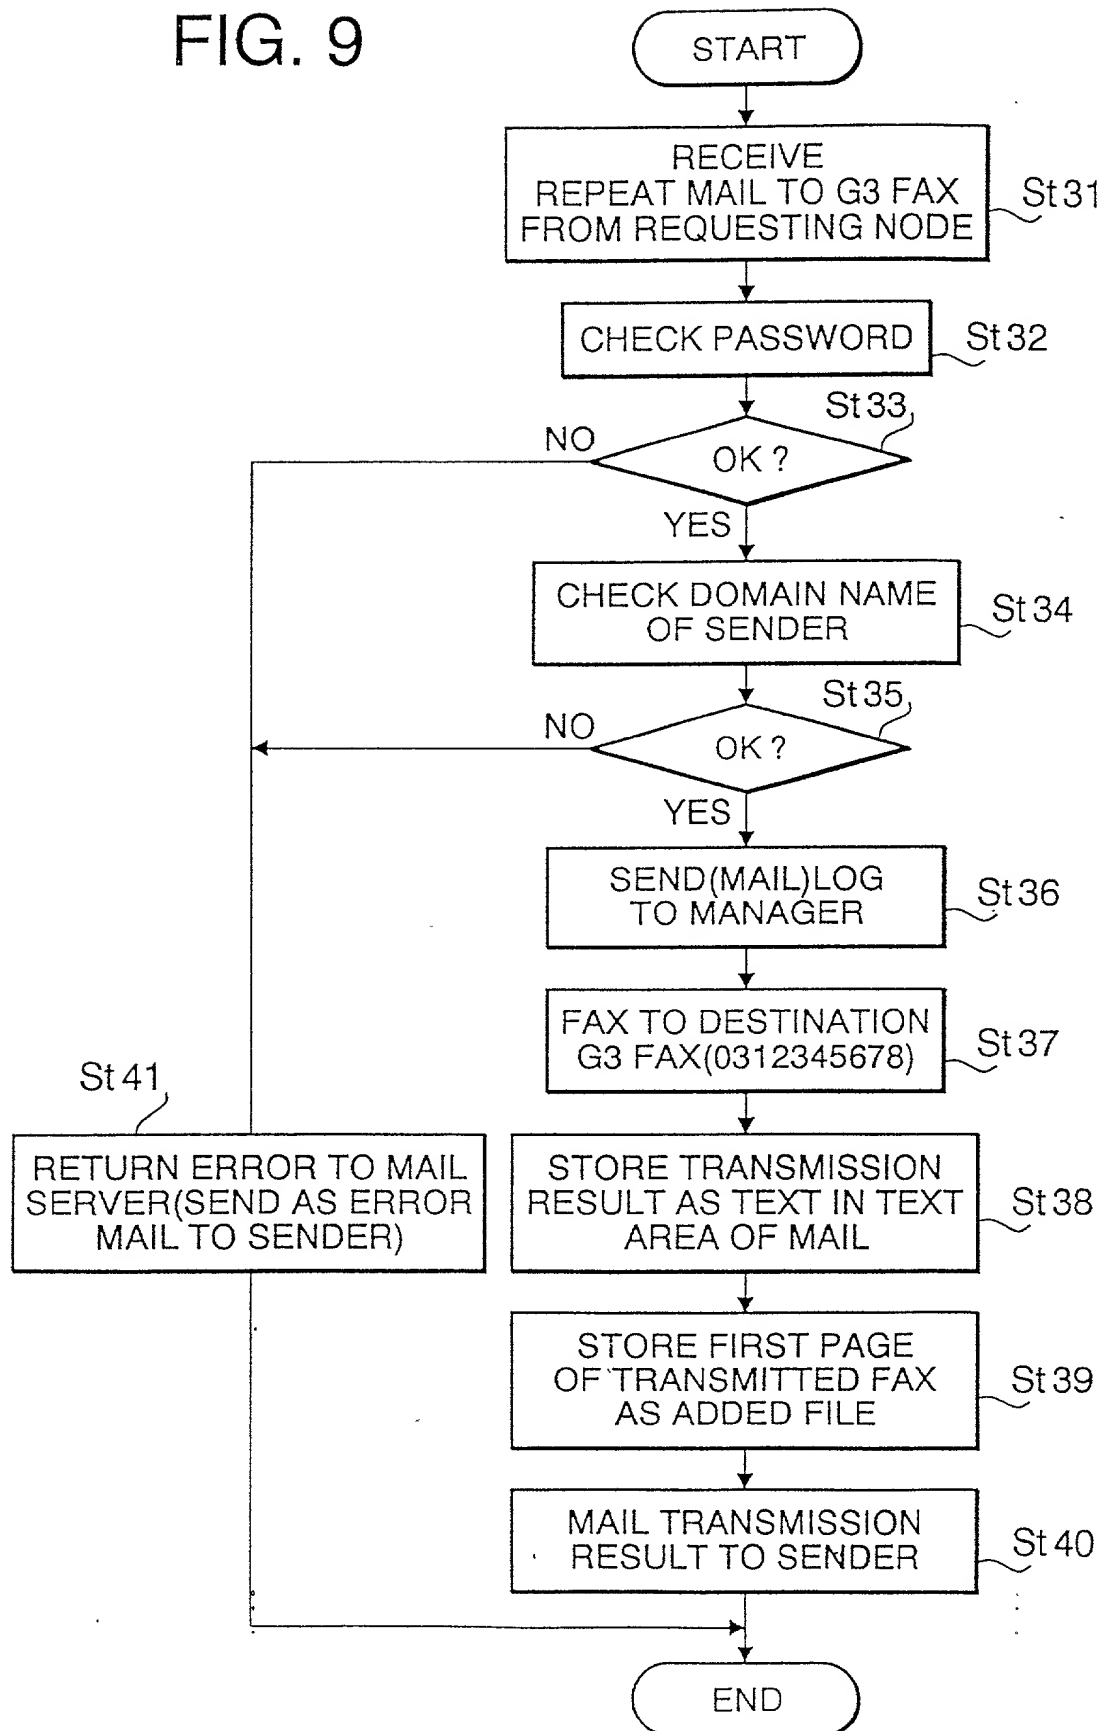 FIG. 9
START
RECEIVE
REPEAT MAIL TO G3 FAX
FROM REQUESTING NODE
St31
CHECK PASSWORD
St32
St33
NO
OK ?
YES
CHECK DOMAIN NAME
OF SENDER
St34
St35
NO
OK ?
YES
SEND(MAIL)LOG
TO MANAGER
St36
FAX TO DESTINATION
G3 FAX(0312345678)
St37
St41
RETURN ERROR TO MAIL
SERVER(SEND AS ERROR
MAIL TO SENDER)
STORE TRANSMISSION
RESULT AS TEXT IN TEXT
AREA OF MAIL
St38
STORE FIRST PAGE
OF TRANSMITTED FAX
AS ADDED FILE
St39
MAIL TRANSMISSION
RESULT TO SENDER
St40
END